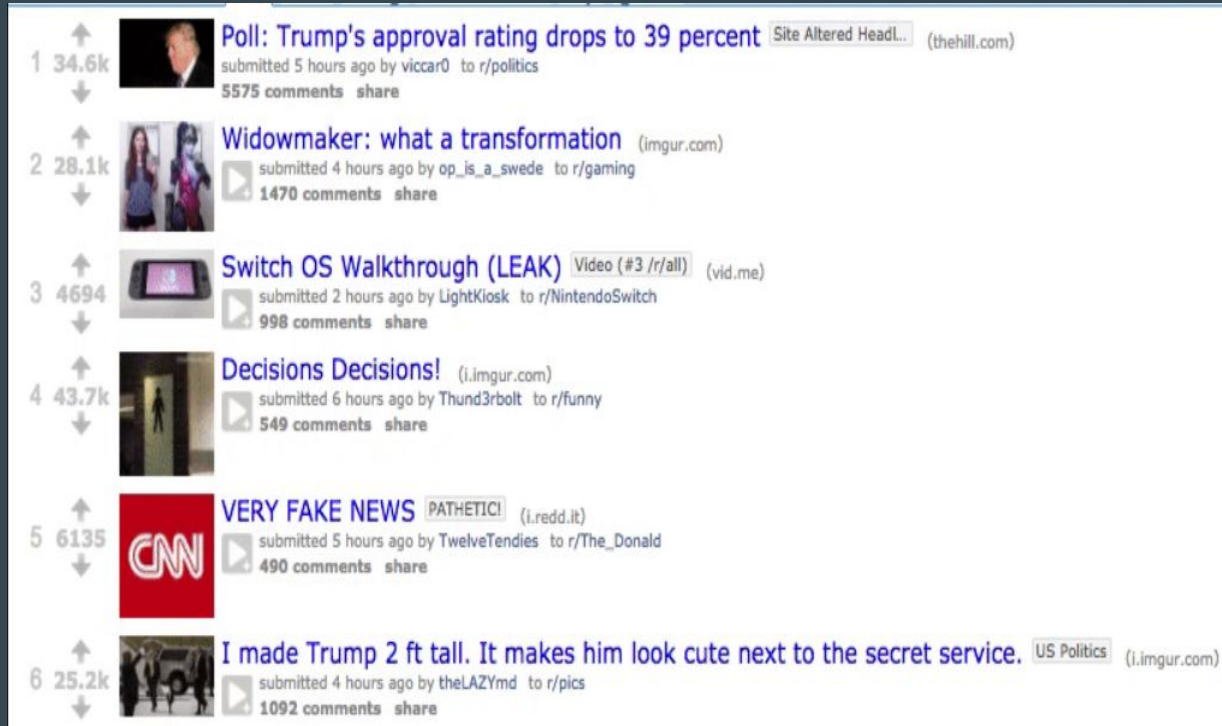 Poll: Trump's approval rating drops to 39 percent Site Altered Headl... (thehill.com)
1 34.6k submitted 5 hours ago by viccar0 to r/politics
5575 comments share
Widowmaker: what a transformation (imgur.com)
2 28.1k submitted 4 hours ago by op_is_a_swede to r/gaming
1470 comments share
Switch OS Walkthrough (LEAK) Video (#3 /r/all) (vid.me)
3 4694 submitted 2 hours ago by LightKiosk to r/NintendoSwitch
998 comments share
Decisions Decisions! (i.imgur.com)
4 43.7k submitted 6 hours ago by Thund3rbolt to r/funny
549 comments share
VERY FAKE NEWS PATHETIC! (i.redd.it)
5 6135 CNN submitted 5 hours ago by TwelveTendies to r/The_Donald
490 comments share
I made Trump 2 ft tall. It makes him look cute next to the secret service. US Politics (i.imgur.com)
6 25.2k submitted 4 hours ago by theLAZYmd to r/pics
1092 comments share